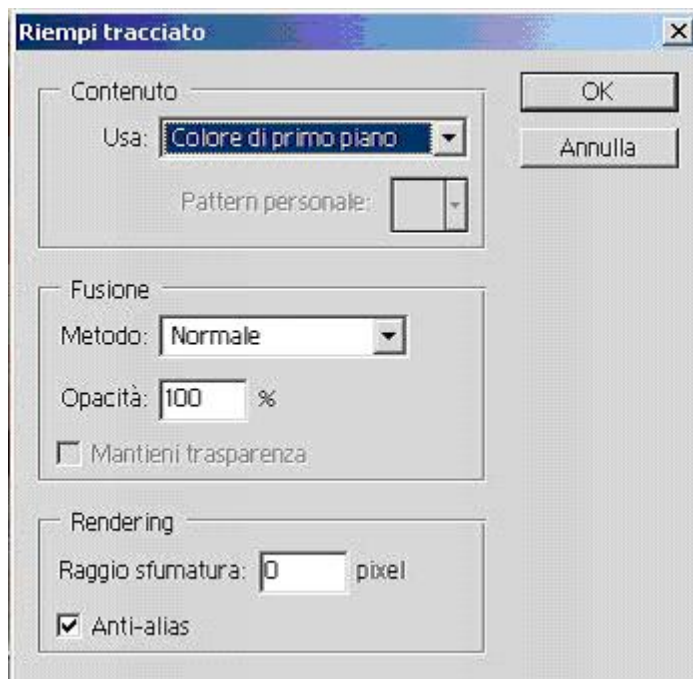 Riempi tracciato
Contenuto
OK
Usa: Colore di primo piano
Annulla
Pattern personale:
Fusione
Metodo: Normale
Opacità: 100 %
Mantieni trasparenza
Rendering
Raggio sfumatura: 0 pixel
Anti-alias